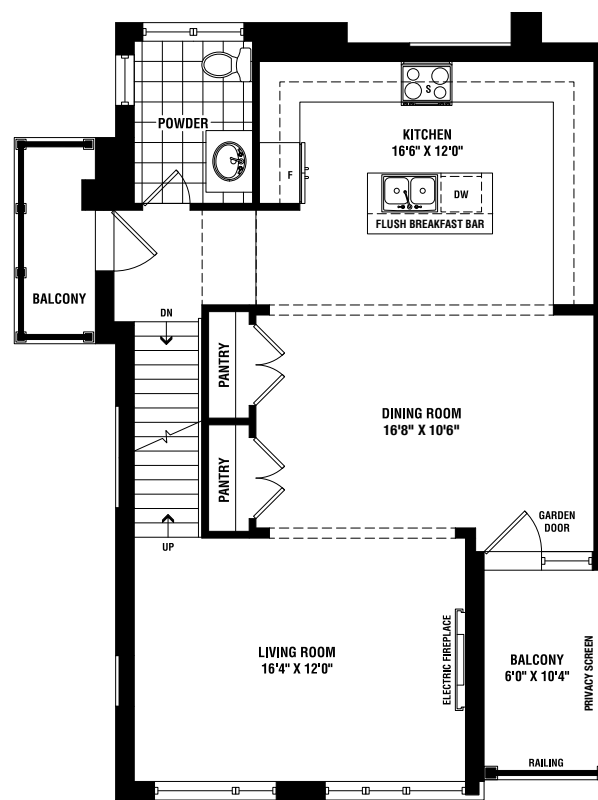 POWDER
S
KITCHEN
16'6" X 12'0"
F
DW
FLUSH BREAKFAST BAR
BALCONY
DN
PANTRY
DINING ROOM
16'8" X 10'6"
PANTRY
GARDEN
DOOR
UP
LIVING ROOM
16'4" X 12'0"
ELECTRIC FIREPLACE
BALCONY
6'0" X 10'4"
PRIVACY SCREEN
RAILING